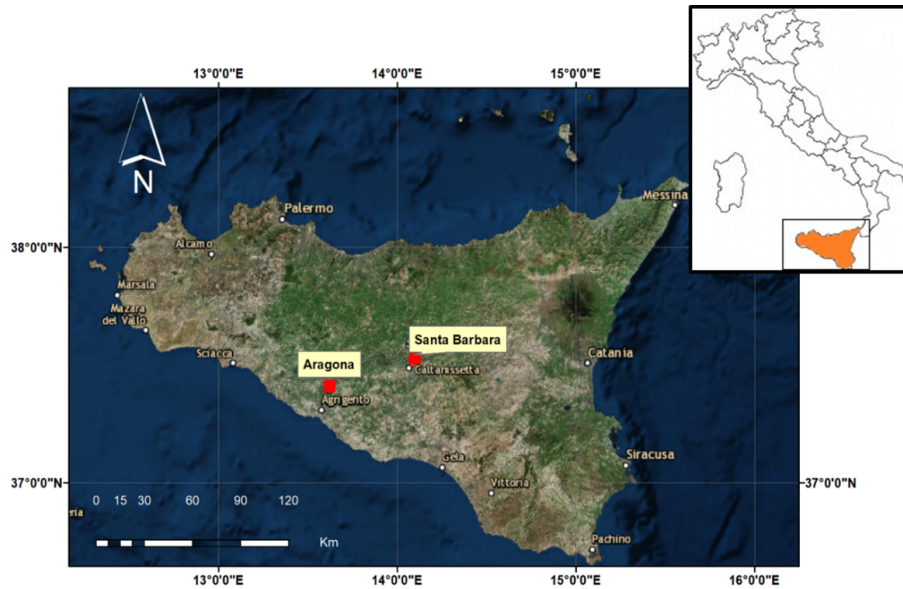 13°0'0"E
14°0'0"E
15°0'0"E
N
Palermo
Messina
38°0'0"N
Alcamo
Marsala
Mazara
del Vallo
Santa Barbara
Sciacca
Aragona
Catania
Caltanissetta
Agrigento
Gela
Siracusa
37°0'0"N
37°0'0"N
Vittoria
0 15 30 60 90 120
Km
Pachino
13°0'0"E
14°0'0"E
15°0'0"E
16°0'0"E